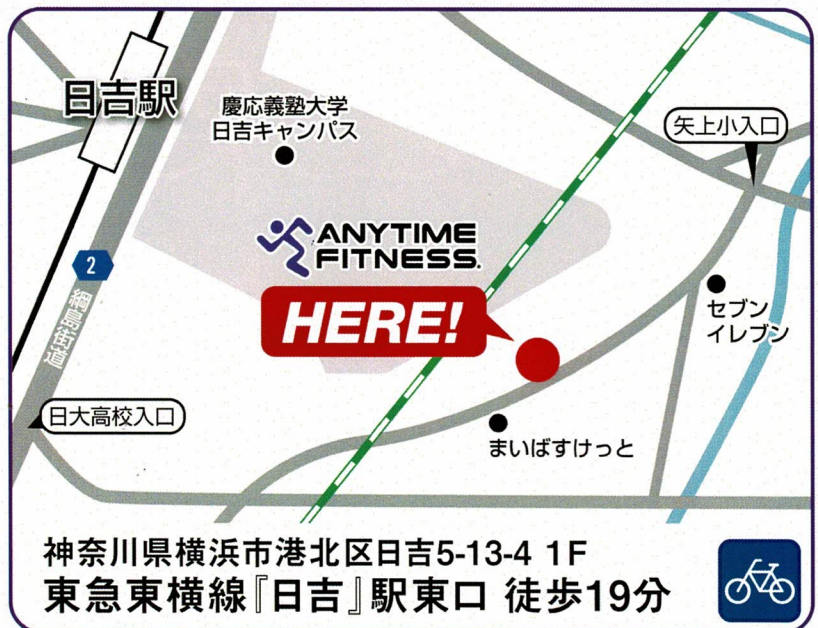 日吉駅
慶応義塾大学
日吉キャンパス
矢上小入口
ANYTIME
FITNESS.
2
綱島街道
HERE!
セブン
イレブン
日大高校入口
まいばすけっと
神奈川県横浜市港北区日吉5-13-4 1F
東急東横線『日吉』駅東口 徒歩19分